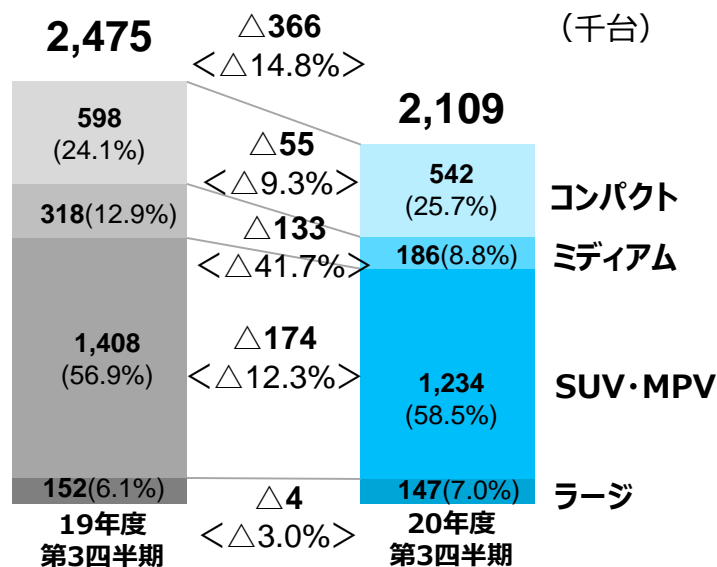 2,475
△366
<△14.8%>
(千台)
2,109
598
(24.1%)
△55
<△9.3%>
542
(25.7%)
コンパクト
318(12.9%)
△133
<△41.7%>
186(8.8%)
ミディアム
1,408
(56.9%)
△174
<△12.3%>
1,234
(58.5%)
SUV・MPV
152(6.1%)
△4
<△3.0%>
147(7.0%)
ラージ
19年度
第3四半期
20年度
第3四半期